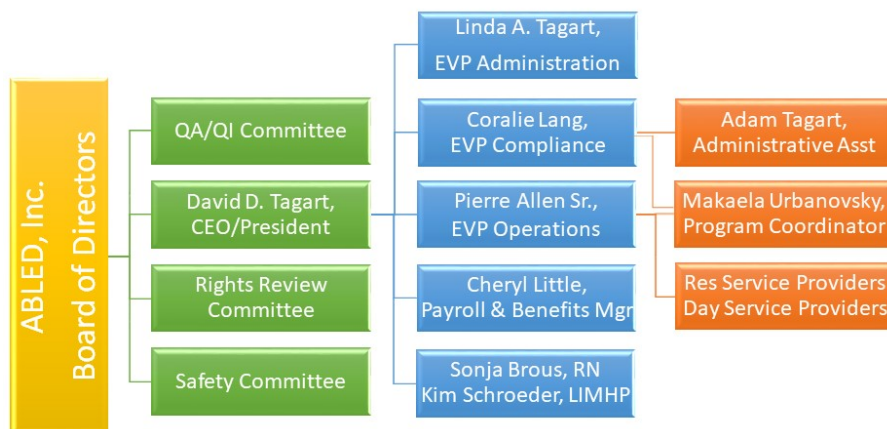 ABLED, Inc.
Board of Directors
QA/QI Committee
David D. Tagart,
CEO/President
Rights Review
Committee
Safety Committee
Linda A. Tagart,
EVP Administration
Coralie Lang,
EVP Compliance
Pierre Allen Sr.,
EVP Operations
Cheryl Little,
Payroll & Benefits Mgr
Sonja Brous, RN
Kim Schroeder, LIMHP
Adam Tagart,
Administrative Asst
Makaela Urbanovsky,
Program Coordinator
Res Service Providers
Day Service Providers